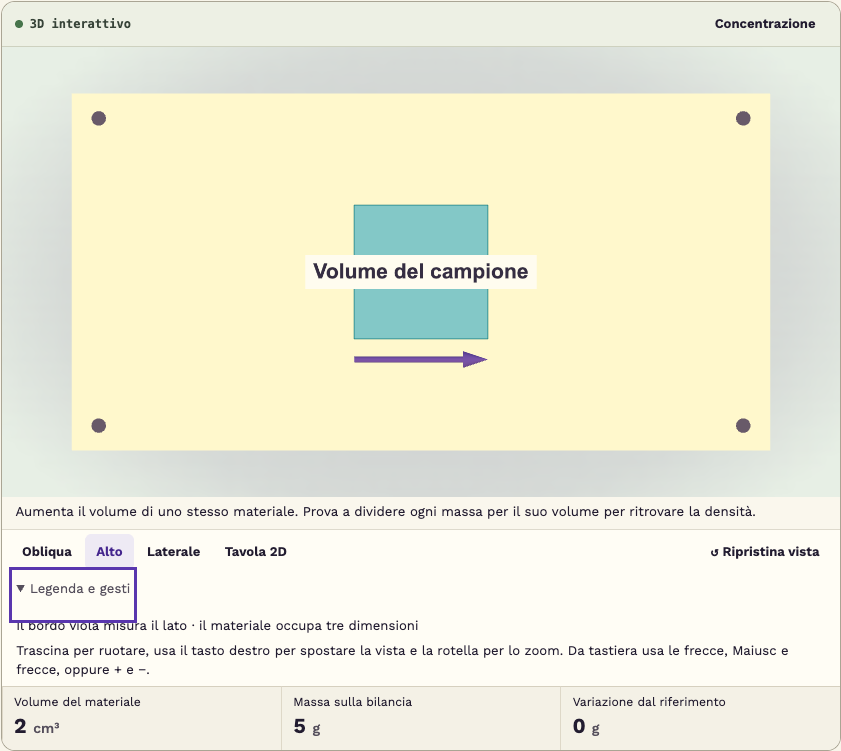 3D interattivo
Concentrazione
Volume del campione
Aumenta il volume di uno stesso materiale. Prova a dividere ogni massa per il suo volume per ritrovare la densità.
Obliqua Alto Laterale Tavola 2D ↺ Ripristina vista
▼ Legenda e gesti
Il bordo viola misura il lato · il materiale occupa tre dimensioni
Trascina per ruotare, usa il tasto destro per spostare la vista e la rotella per lo zoom. Da tastiera usa le frecce, Maiusc e
frecce, oppure + e −.
Volume del materiale
2 cm³
Massa sulla bilancia
5 g
Variazione dal riferimento
0 g